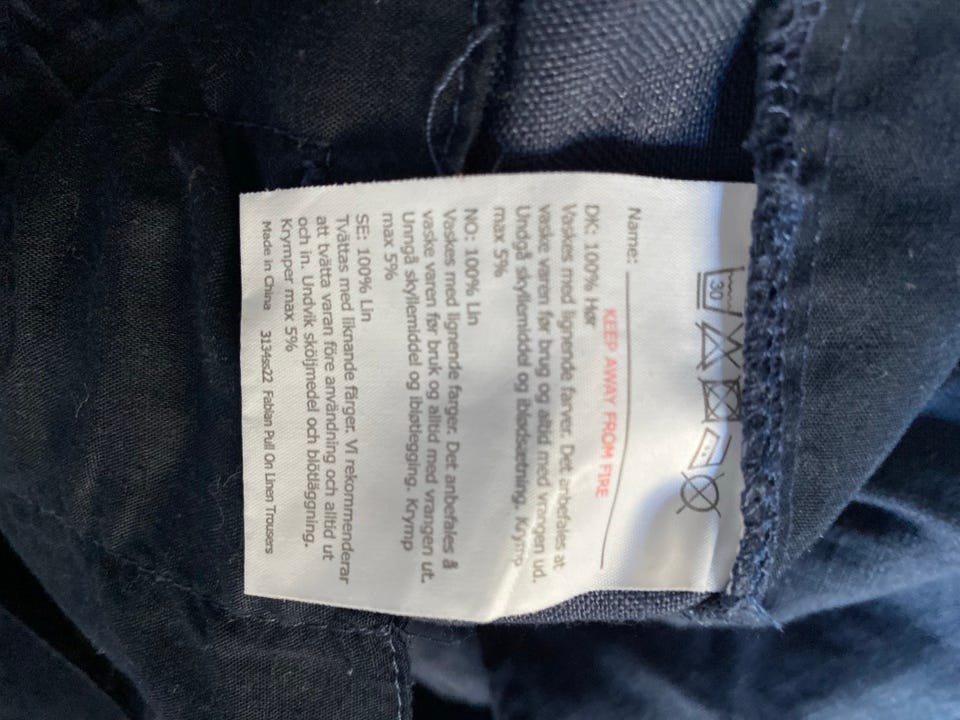 30
Name:
KEEP AWAY FROM FIRE
DK: 100% Hør
Vaskes med lignende farver. Det anbefales at
vaske varen før brug og altid med vrangen ud.
Undgå skyllemiddel og iblødsætning. Krymp
max 5%
NO: 100% Lin
Vaskes med lignende farger. Det anbefales å
vaske varen før bruk og alltid med vrangen ut.
Unngå skyllemiddel og ibløtlegging. Krymp
max 5%
SE: 100% Lin
Tvättas med liknande färger. Vi rekommenderar
att tvätta varan före användning och alltid ut
och in. Undvik sköljmedel och blötläggning.
Krymper max 5%
Made in China 3134ss22 Fabian Pull On Linen Trousers